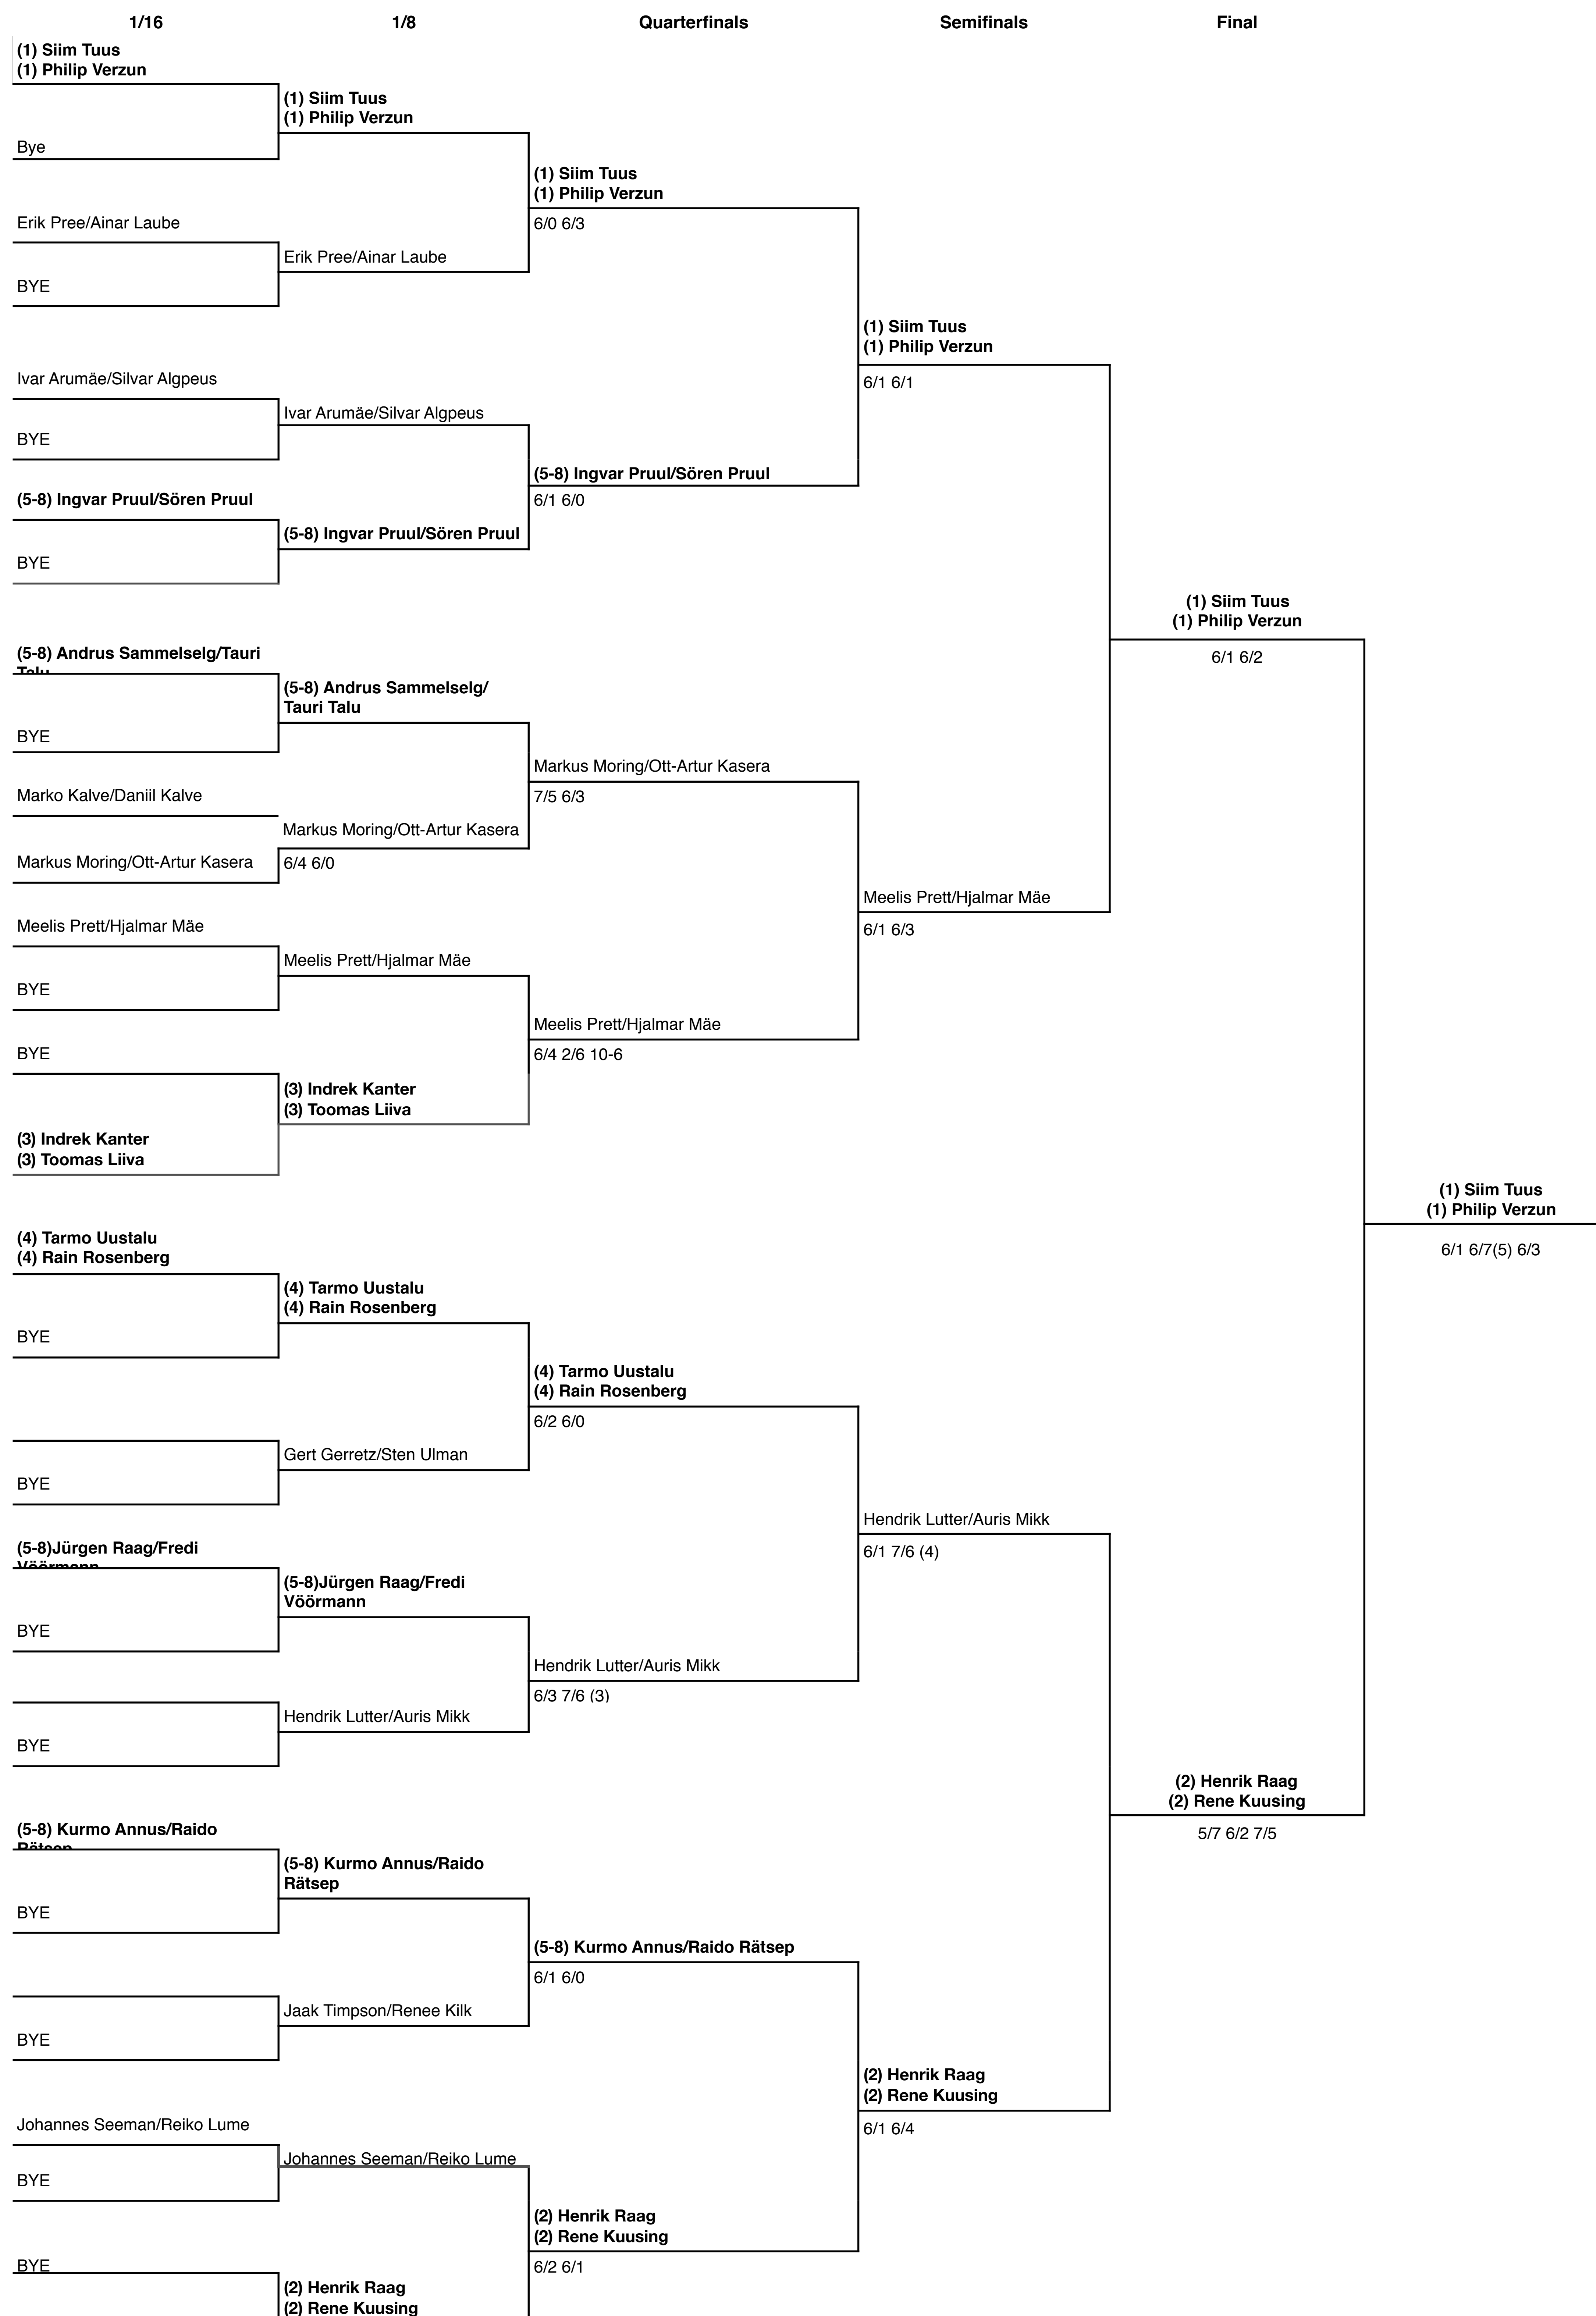 1/16 1/8 Quarterfinals Semifinals Final
(1) Siim Tuus
(1) Philip Verzun
(1) Siim Tuus
(1) Philip Verzun
Bye
(1) Siim Tuus
(1) Philip Verzun
Erik Pree/Ainar Laube
6/0 6/3
Erik Pree/Ainar Laube
BYE
(1) Siim Tuus
(1) Philip Verzun
Ivar Arumäe/Silvar Algpeus
6/1 6/1
Ivar Arumäe/Silvar Algpeus
BYE
(5-8) Ingvar Pruul/Sören Pruul
(5-8) Ingvar Pruul/Sören Pruul
6/1 6/0
(5-8) Ingvar Pruul/Sören Pruul
BYE
(1) Siim Tuus
(1) Philip Verzun
(5-8) Andrus Sammelselg/Tauri
Talu
6/1 6/2
(5-8) Andrus Sammelselg/
Tauri Talu
BYE
Markus Moring/Ott-Artur Kasera
Marko Kalve/Daniil Kalve
7/5 6/3
Markus Moring/Ott-Artur Kasera
Markus Moring/Ott-Artur Kasera
6/4 6/0
Meelis Prett/Hjalmar Mäe
Meelis Prett/Hjalmar Mäe
6/1 6/3
Meelis Prett/Hjalmar Mäe
BYE
Meelis Prett/Hjalmar Mäe
BYE
6/4 2/6 10-6
(3) Indrek Kanter
(3) Toomas Liiva
(3) Indrek Kanter
(3) Toomas Liiva
(1) Siim Tuus
(1) Philip Verzun
(4) Tarmo Uustalu
(4) Rain Rosenberg
6/1 6/7(5) 6/3
(4) Tarmo Uustalu
(4) Rain Rosenberg
BYE
(4) Tarmo Uustalu
(4) Rain Rosenberg
6/2 6/0
Gert Gerretz/Sten Ulman
BYE
Hendrik Lutter/Auris Mikk
(5-8)Jürgen Raag/Fredi
Vöörmann
6/1 7/6 (4)
(5-8)Jürgen Raag/Fredi
Vöörmann
BYE
Hendrik Lutter/Auris Mikk
6/3 7/6 (3)
Hendrik Lutter/Auris Mikk
BYE
(2) Henrik Raag
(2) Rene Kuusing
(5-8) Kurmo Annus/Raido
Rätsep
5/7 6/2 7/5
(5-8) Kurmo Annus/Raido
Rätsep
BYE
(5-8) Kurmo Annus/Raido Rätsep
6/1 6/0
Jaak Timpson/Renee Kilk
BYE
(2) Henrik Raag
(2) Rene Kuusing
Johannes Seeman/Reiko Lume
6/1 6/4
Johannes Seeman/Reiko Lume
BYE
(2) Henrik Raag
(2) Rene Kuusing
BYE
6/2 6/1
(2) Henrik Raag
(2) Rene Kuusing